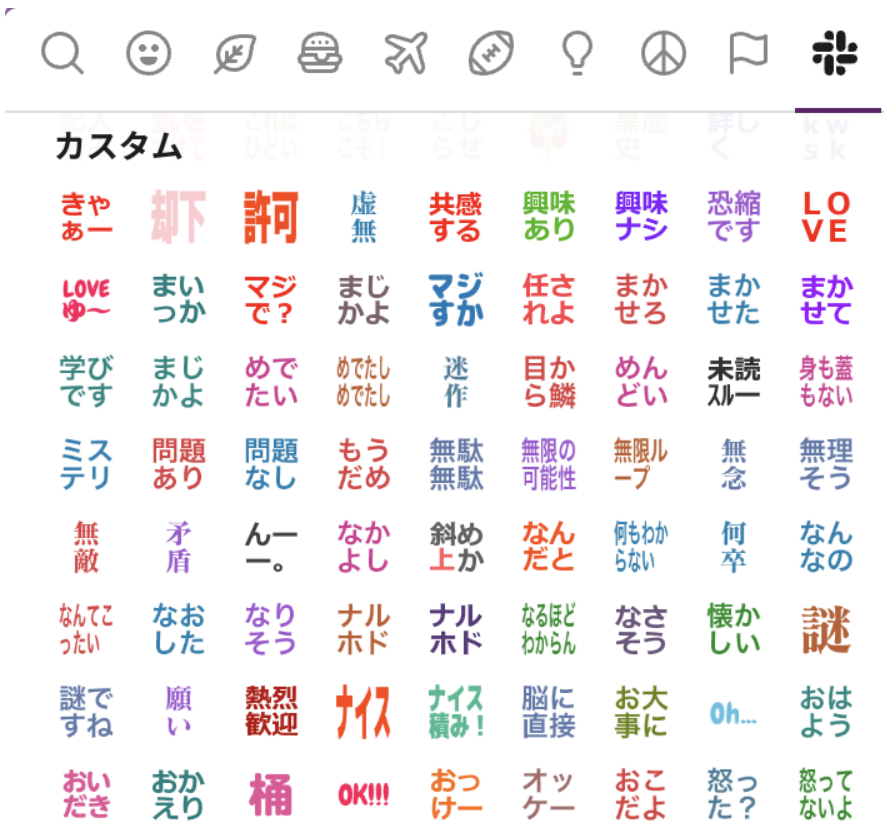 カスタム
きゃあー 却下 許可 虚無 共感する 興味あり 興味ナシ 恐縮です LOVE
LOVEゆ〜 まいっか マジで？ まじかよ マジすか 任されよ まかせろ まかせた まかせて
学びです まじかよ めでたい めでたしめでたし 迷作 目から鱗 めんどい 未読スルー 身も蓋もない
ミステリ 問題あり 問題なし もうだめ 無駄無駄 無限の可能性 無限ループ 無念 無理そう
無敵 矛盾 んーー。 なかよし 斜め上か なんだと 何もわからない 何卒 なんなの
なんてこったい なおした なりそう ナルホド ナルホド なるほどわからん なさそう 懐かしい 謎
謎ですね 願い 熱烈歓迎 ナイス ナイス積み！ 脳に直接 お大事に Oh... おはよう
おいだき おかえり 桶 OK!!! おっけー オッケー おこだよ 怒った？ 怒ってないよ